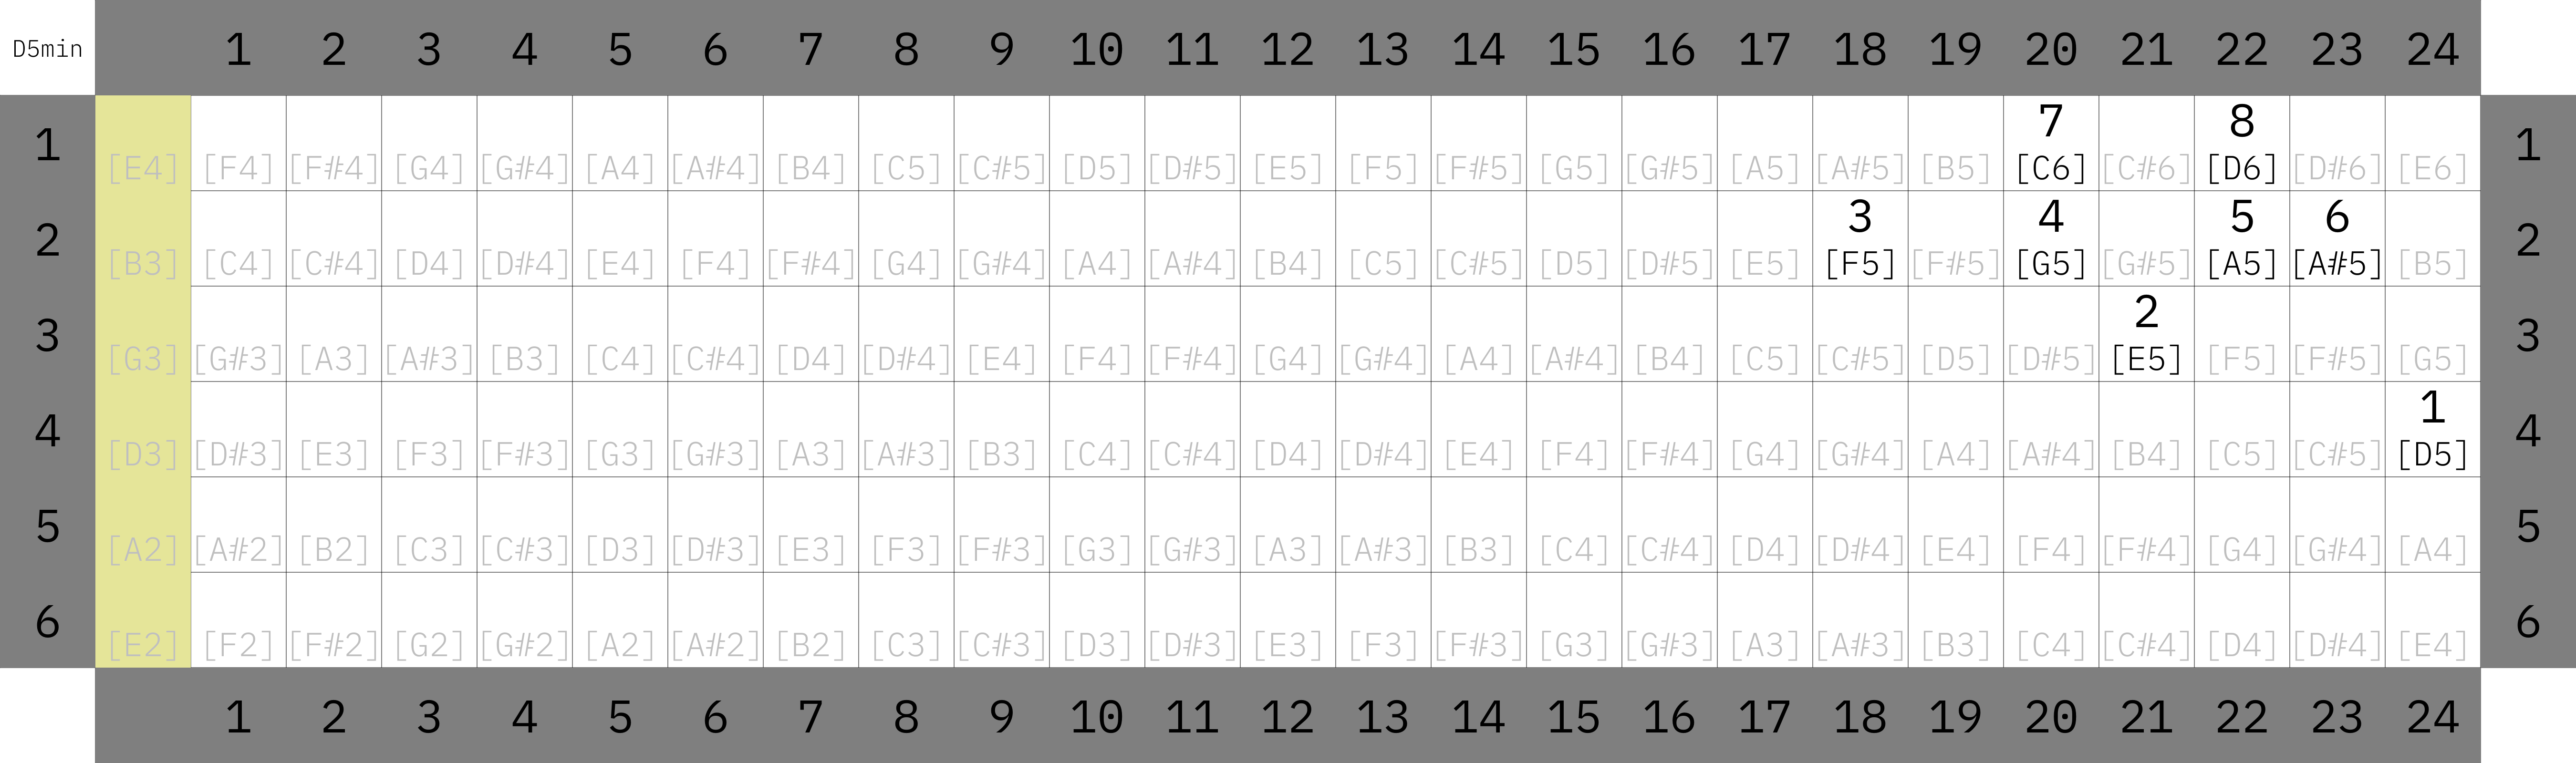 D5min 1 2 3 4 5 6 7 8 9 10 11 12 13 14 15 16 17 18 19 20 21 22 23 24
7 8
1 [E4] [F4] [F#4] [G4] [G#4] [A4] [A#4] [B4] [C5] [C#5] [D5] [D#5] [E5] [F5] [F#5] [G5] [G#5] [A5] [A#5] [B5] [C6] [C#6] [D6] [D#6] [E6] 1
3 4 5 6
2 [B3] [C4] [C#4] [D4] [D#4] [E4] [F4] [F#4] [G4] [G#4] [A4] [A#4] [B4] [C5] [C#5] [D5] [D#5] [E5] [F5] [F#5] [G5] [G#5] [A5] [A#5] [B5] 2
2
3 [G3] [G#3] [A3] [A#3] [B3] [C4] [C#4] [D4] [D#4] [E4] [F4] [F#4] [G4] [G#4] [A4] [A#4] [B4] [C5] [C#5] [D5] [D#5] [E5] [F5] [F#5] [G5] 3
1
4 [D3] [D#3] [E3] [F3] [F#3] [G3] [G#3] [A3] [A#3] [B3] [C4] [C#4] [D4] [D#4] [E4] [F4] [F#4] [G4] [G#4] [A4] [A#4] [B4] [C5] [C#5] [D5] 4
5 [A2] [A#2] [B2] [C3] [C#3] [D3] [D#3] [E3] [F3] [F#3] [G3] [G#3] [A3] [A#3] [B3] [C4] [C#4] [D4] [D#4] [E4] [F4] [F#4] [G4] [G#4] [A4] 5
6 [E2] [F2] [F#2] [G2] [G#2] [A2] [A#2] [B2] [C3] [C#3] [D3] [D#3] [E3] [F3] [F#3] [G3] [G#3] [A3] [A#3] [B3] [C4] [C#4] [D4] [D#4] [E4] 6
1 2 3 4 5 6 7 8 9 10 11 12 13 14 15 16 17 18 19 20 21 22 23 24